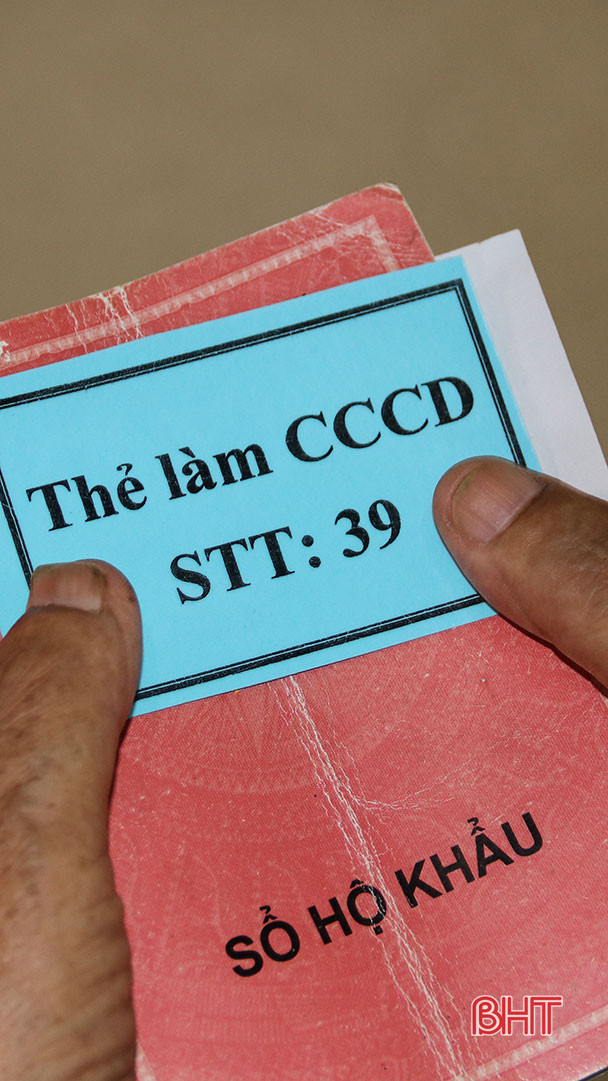 Thẻ làm CCCD
STT: 39
SỔ HỘ KHẨU
BHT